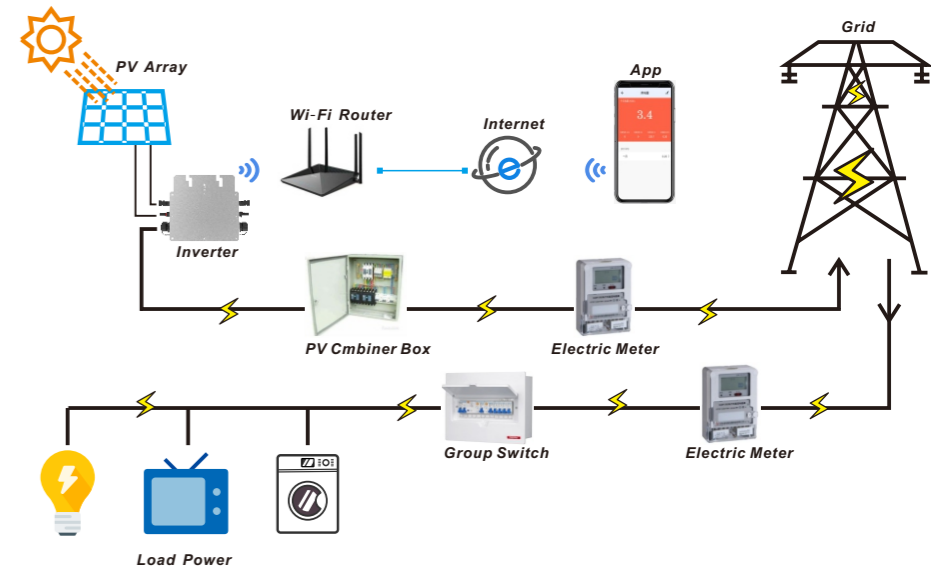 Grid
PV Array
App
Wi-Fi Router
Internet
3.4
Inverter
PV Cmbiner Box
Electric Meter
Group Switch
Electric Meter
Load Power